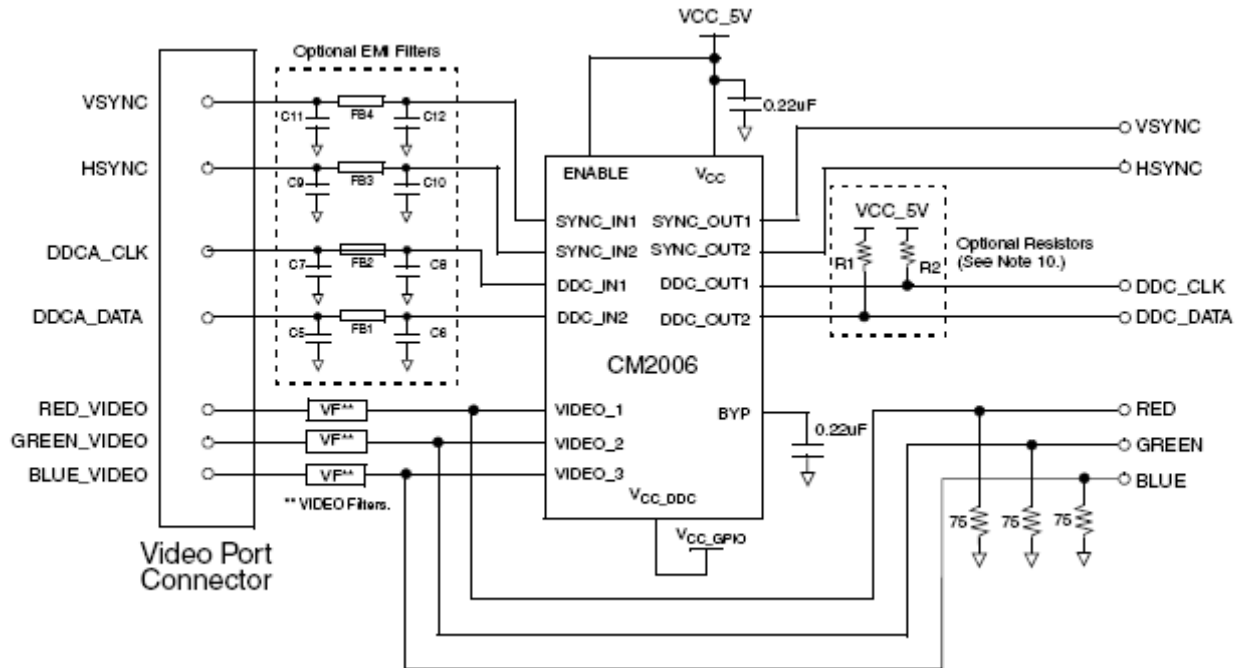 VCC_5V
Optional EMI Filters
0.22uF
VSYNC
C11
FB4
C12
VSYNC
HSYNC
C9
FB3
C10
HSYNC
ENABLE
VCC
SYNC_IN1
SYNC_OUT1
VCC_5V
SYNC_IN2
SYNC_OUT2
R1
R2
Optional Resistors
(See Note 10.)
DDCA_CLK
C7
FB2
C8
DDC_IN1
DDC_OUT1
DDC_CLK
DDCA_DATA
C5
FB1
C6
DDC_IN2
DDC_OUT2
DDC_DATA
CM2006
RED_VIDEO
VF**
VIDEO_1
BYP
RED
0.22uF
GREEN_VIDEO
VF**
VIDEO_2
GREEN
BLUE_VIDEO
VF**
VIDEO_3
BLUE
** VIDEO Filters.
VCC_DDC
75
75
75
VCC_GPIO
Video Port
Connector